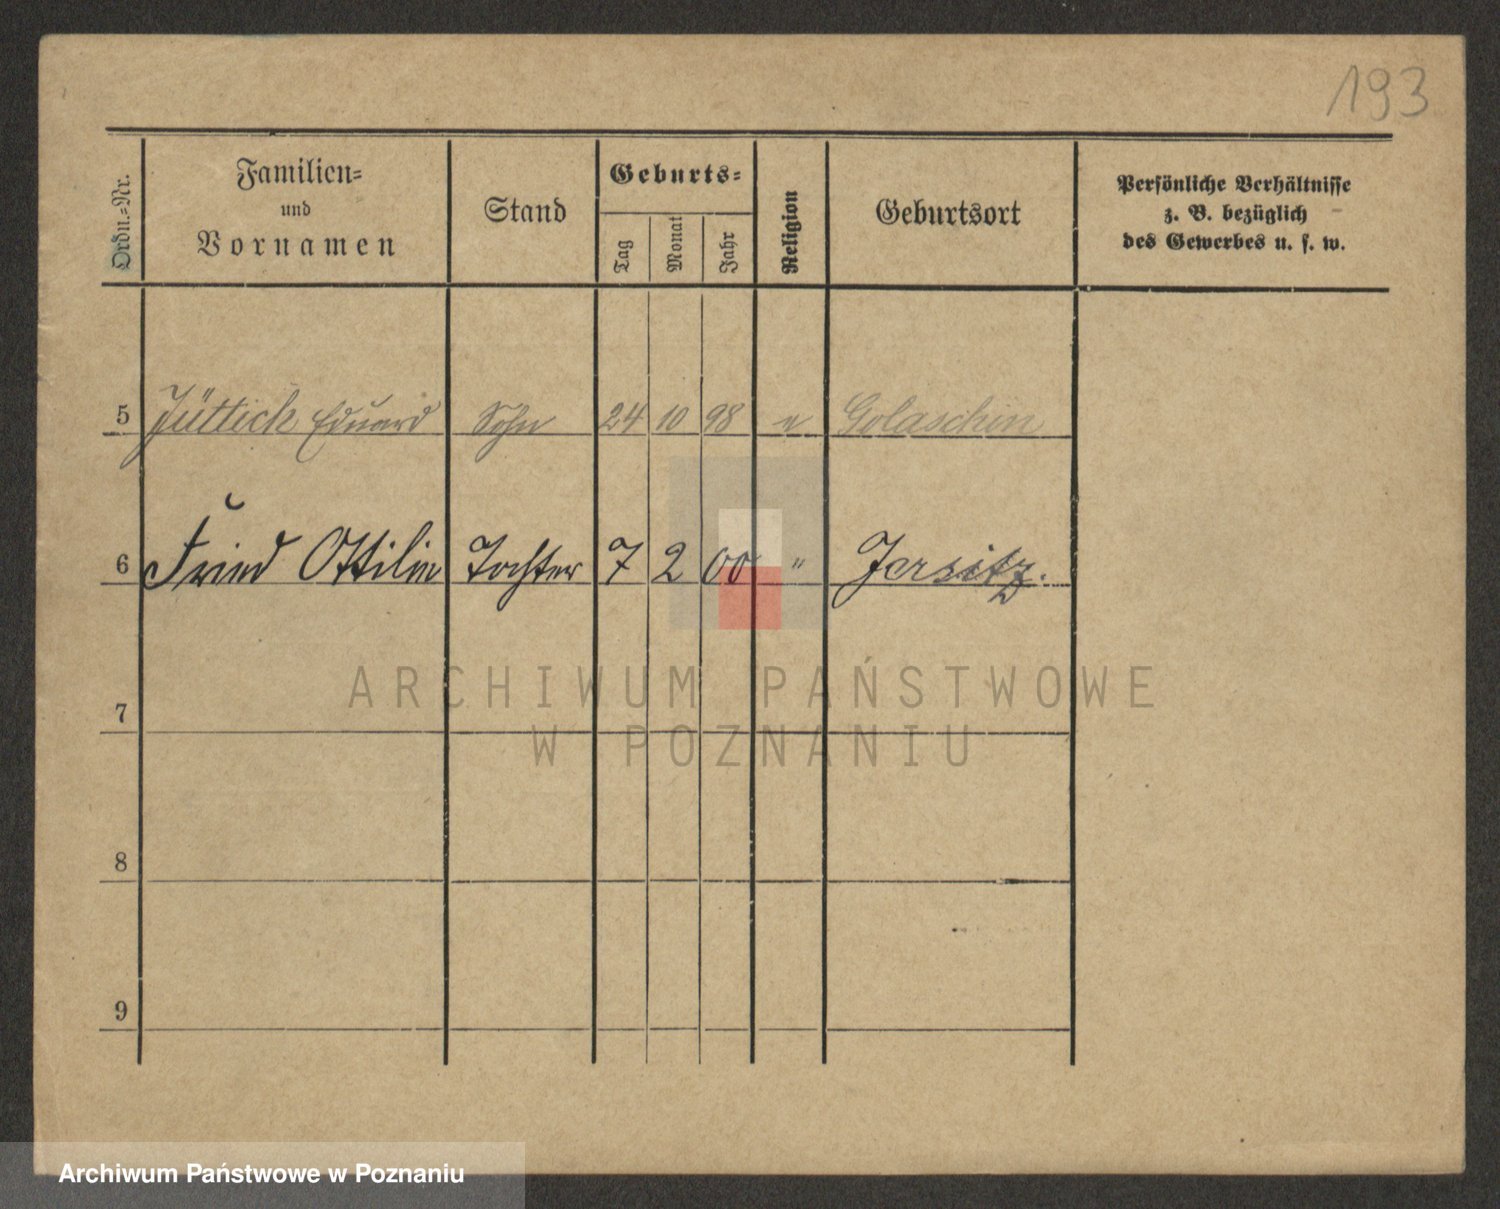 193
Ordn.-Nr.
Familien-
und
Vornamen
Stand
Geburts-
Tag
Monat
Jahr
Religion
Geburtsort
Persönliche Verhältnisse
z. B. bezüglich
des Gewerbes u. s. w.
5 Jüttich Eduard Sohn 24 10 98 Golaschin
6 Fried Ottilie Tochter 7 2 00 " Jersitz.
ARCHIWUM PAŃSTWOWE
W POZNANIU
7
8
9
Archiwum Państwowe w Poznaniu